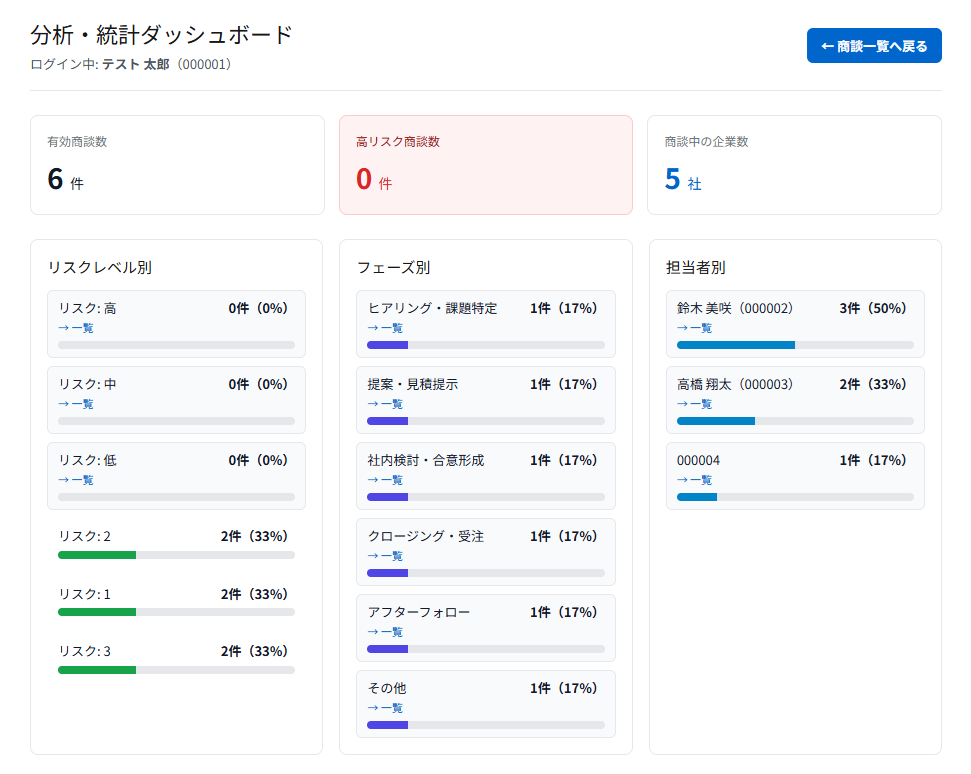 分析・統計ダッシュボード
ログイン中: テスト 太郎（000001）
← 商談一覧へ戻る
有効商談数
6 件
高リスク商談数
0 件
商談中の企業数
5 社
リスクレベル別
リスク: 高 0件（0%）
→ 一覧
リスク: 中 0件（0%）
→ 一覧
リスク: 低 0件（0%）
→ 一覧
リスク: 2 2件（33%）
リスク: 1 2件（33%）
リスク: 3 2件（33%）
フェーズ別
ヒアリング・課題特定 1件（17%）
→ 一覧
提案・見積提示 1件（17%）
→ 一覧
社内検討・合意形成 1件（17%）
→ 一覧
クロージング・受注 1件（17%）
→ 一覧
アフターフォロー 1件（17%）
→ 一覧
その他 1件（17%）
→ 一覧
担当者別
鈴木 美咲（000002） 3件（50%）
→ 一覧
高橋 翔太（000003） 2件（33%）
→ 一覧
000004 1件（17%）
→ 一覧